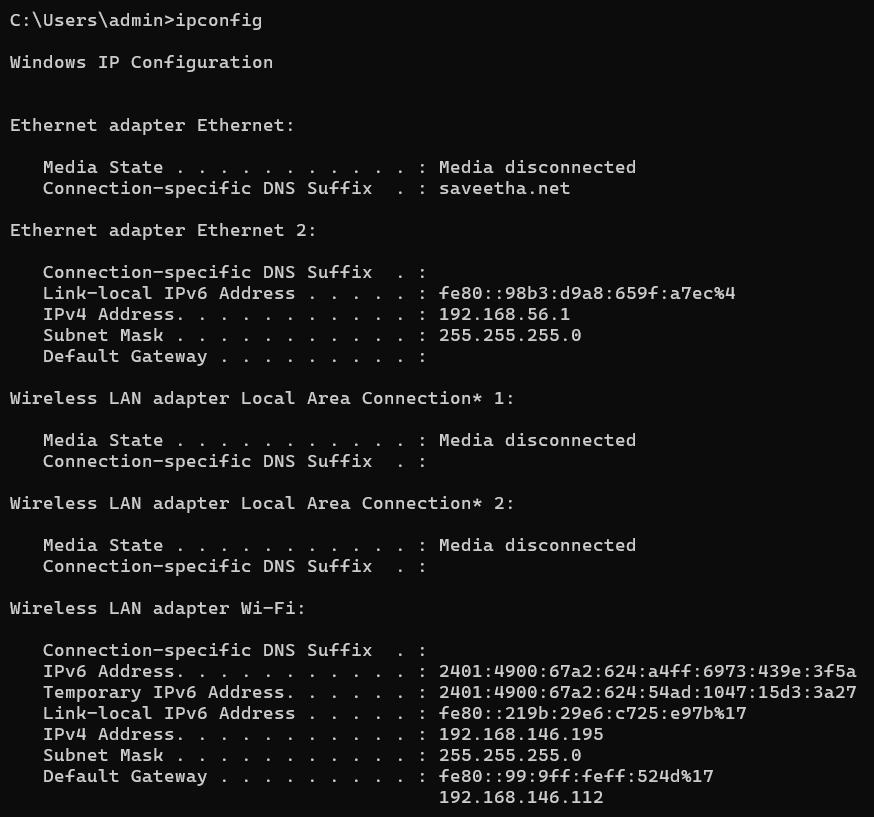 C:\Users\admin>ipconfig
Windows IP Configuration
Ethernet adapter Ethernet:
Media State . . . . . . . . . . . : Media disconnected
Connection-specific DNS Suffix  . : saveetha.net
Ethernet adapter Ethernet 2:
Connection-specific DNS Suffix  . :
Link-local IPv6 Address . . . . . : fe80::98b3:d9a8:659f:a7ec%4
IPv4 Address. . . . . . . . . . . : 192.168.56.1
Subnet Mask . . . . . . . . . . . : 255.255.255.0
Default Gateway . . . . . . . . . :
Wireless LAN adapter Local Area Connection* 1:
Media State . . . . . . . . . . . : Media disconnected
Connection-specific DNS Suffix  . :
Wireless LAN adapter Local Area Connection* 2:
Media State . . . . . . . . . . . : Media disconnected
Connection-specific DNS Suffix  . :
Wireless LAN adapter Wi-Fi:
Connection-specific DNS Suffix  . :
IPv6 Address. . . . . . . . . . . : 2401:4900:67a2:624:a4ff:6973:439e:3f5a
Temporary IPv6 Address. . . . . . : 2401:4900:67a2:624:54ad:1047:15d3:3a27
Link-local IPv6 Address . . . . . : fe80::219b:29e6:c725:e97b%17
IPv4 Address. . . . . . . . . . . : 192.168.146.195
Subnet Mask . . . . . . . . . . . : 255.255.255.0
Default Gateway . . . . . . . . . : fe80::99:9ff:feff:524d%17
192.168.146.112